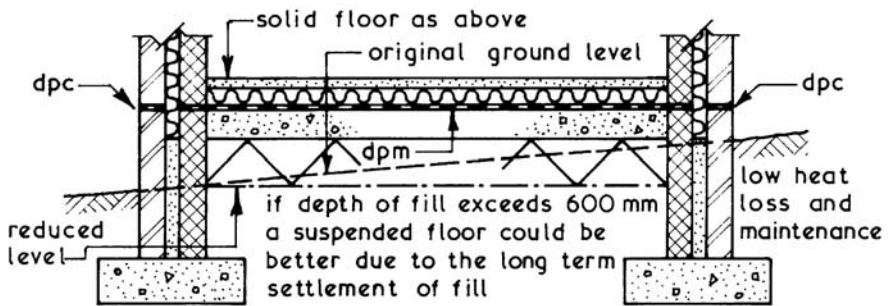 solid floor as above
original ground level
dpc
dpc
dpm
reduced
level
if depth of fill exceeds 600 mm
a suspended floor could be
better due to the long term
settlement of fill
low heat
loss and
maintenance